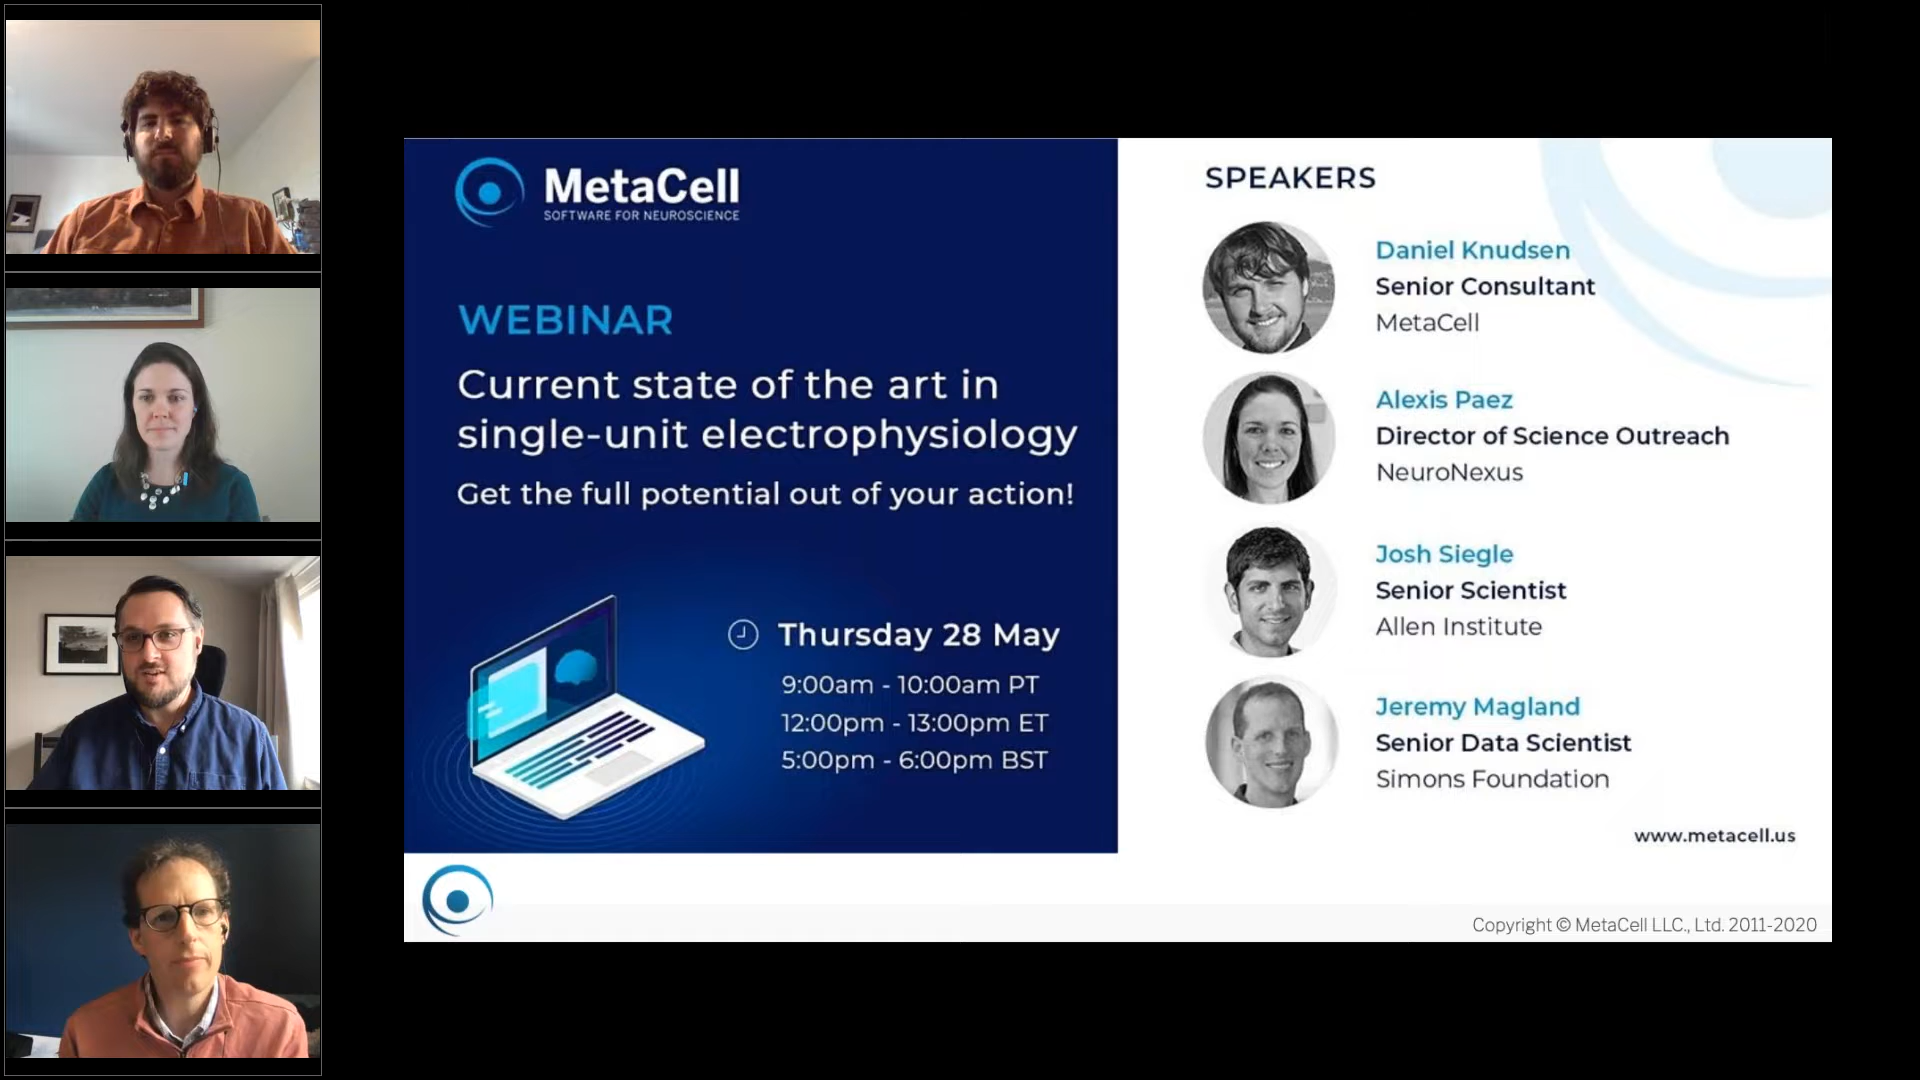 MetaCell
SOFTWARE FOR NEUROSCIENCE
WEBINAR
Current state of the art in
single-unit electrophysiology
Get the full potential out of your action!
Thursday 28 May
9:00am - 10:00am PT
12:00pm - 13:00pm ET
5:00pm - 6:00pm BST
SPEAKERS
Daniel Knudsen
Senior Consultant
MetaCell
Alexis Paez
Director of Science Outreach
NeuroNexus
Josh Siegle
Senior Scientist
Allen Institute
Jeremy Magland
Senior Data Scientist
Simons Foundation
www.metacell.us
Copyright © MetaCell LLC., Ltd. 2011-2020